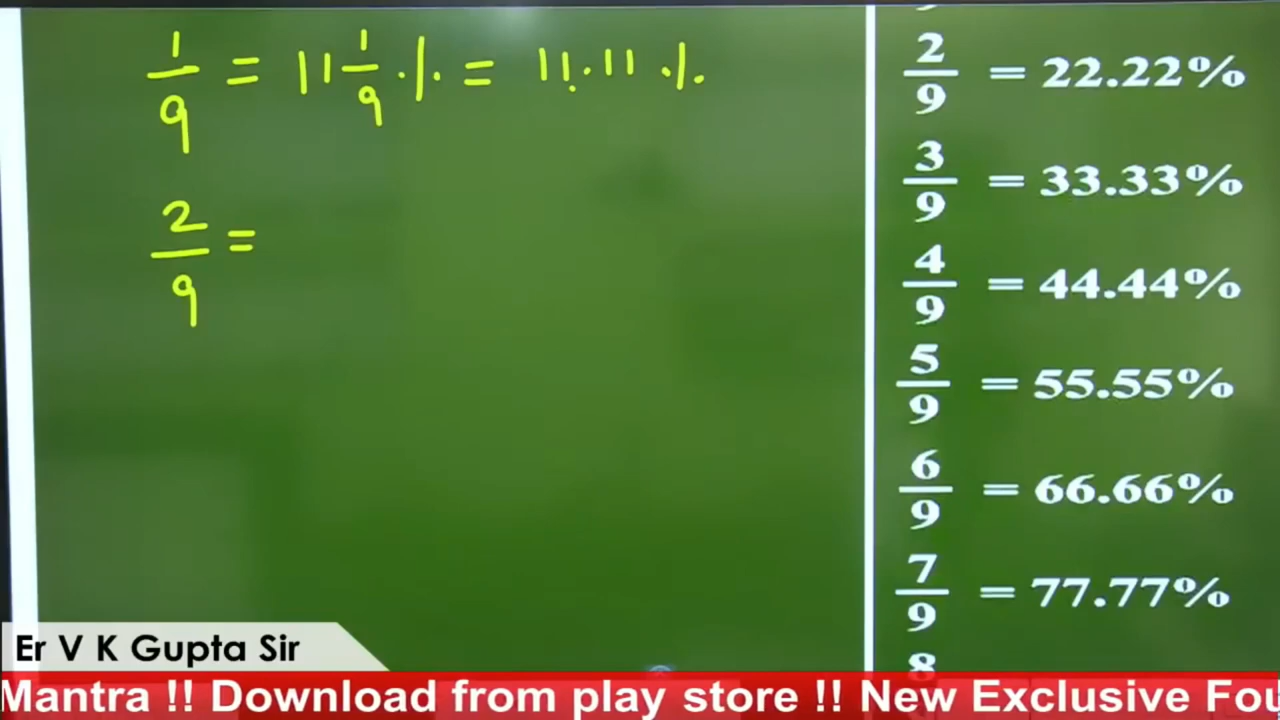 1/9 = 11 1/9 % = 11.11 %
2/9 =
2/9 = 22.22%
3/9 = 33.33%
4/9 = 44.44%
5/9 = 55.55%
6/9 = 66.66%
7/9 = 77.77%
8
Er V K Gupta Sir
Mantra !! Download from play store !! New Exclusive Fou